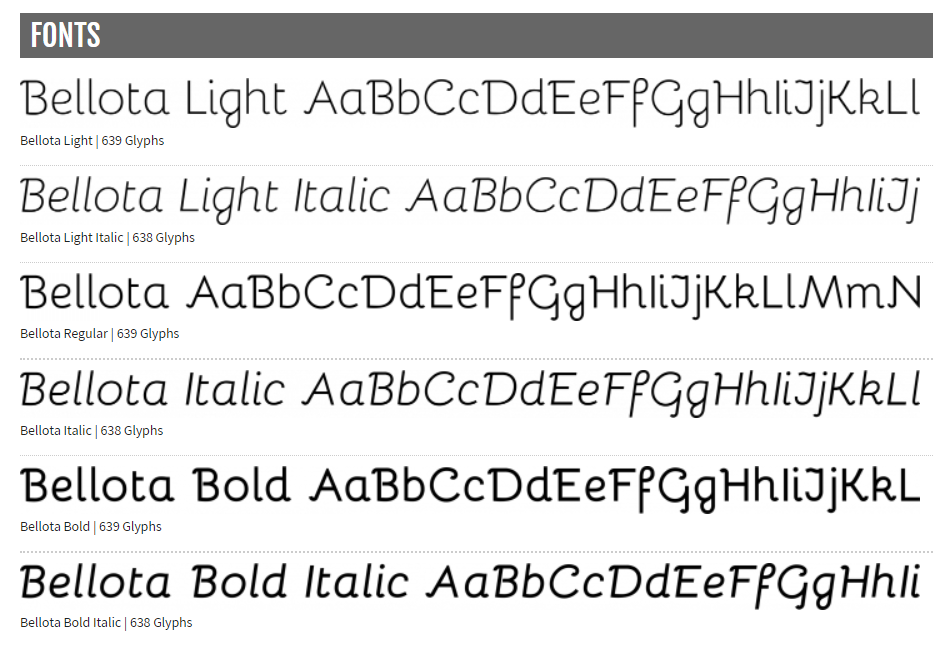 FONTS
Bellota Light AaBbCcDdEeFfGgHhIiJjKkLl
Bellota Light | 639 Glyphs
Bellota Light Italic AaBbCcDdEeFfGgHhIiJj
Bellota Light Italic | 638 Glyphs
Bellota AaBbCcDdEeFfGgHhIiJjKkLlMmN
Bellota Regular | 639 Glyphs
Bellota Italic AaBbCcDdEeFfGgHhIiJjKkLl
Bellota Italic | 638 Glyphs
Bellota Bold AaBbCcDdEeFfGgHhIiJjKkL
Bellota Bold | 639 Glyphs
Bellota Bold Italic AaBbCcDdEeFfGgHhIi
Bellota Bold Italic | 638 Glyphs